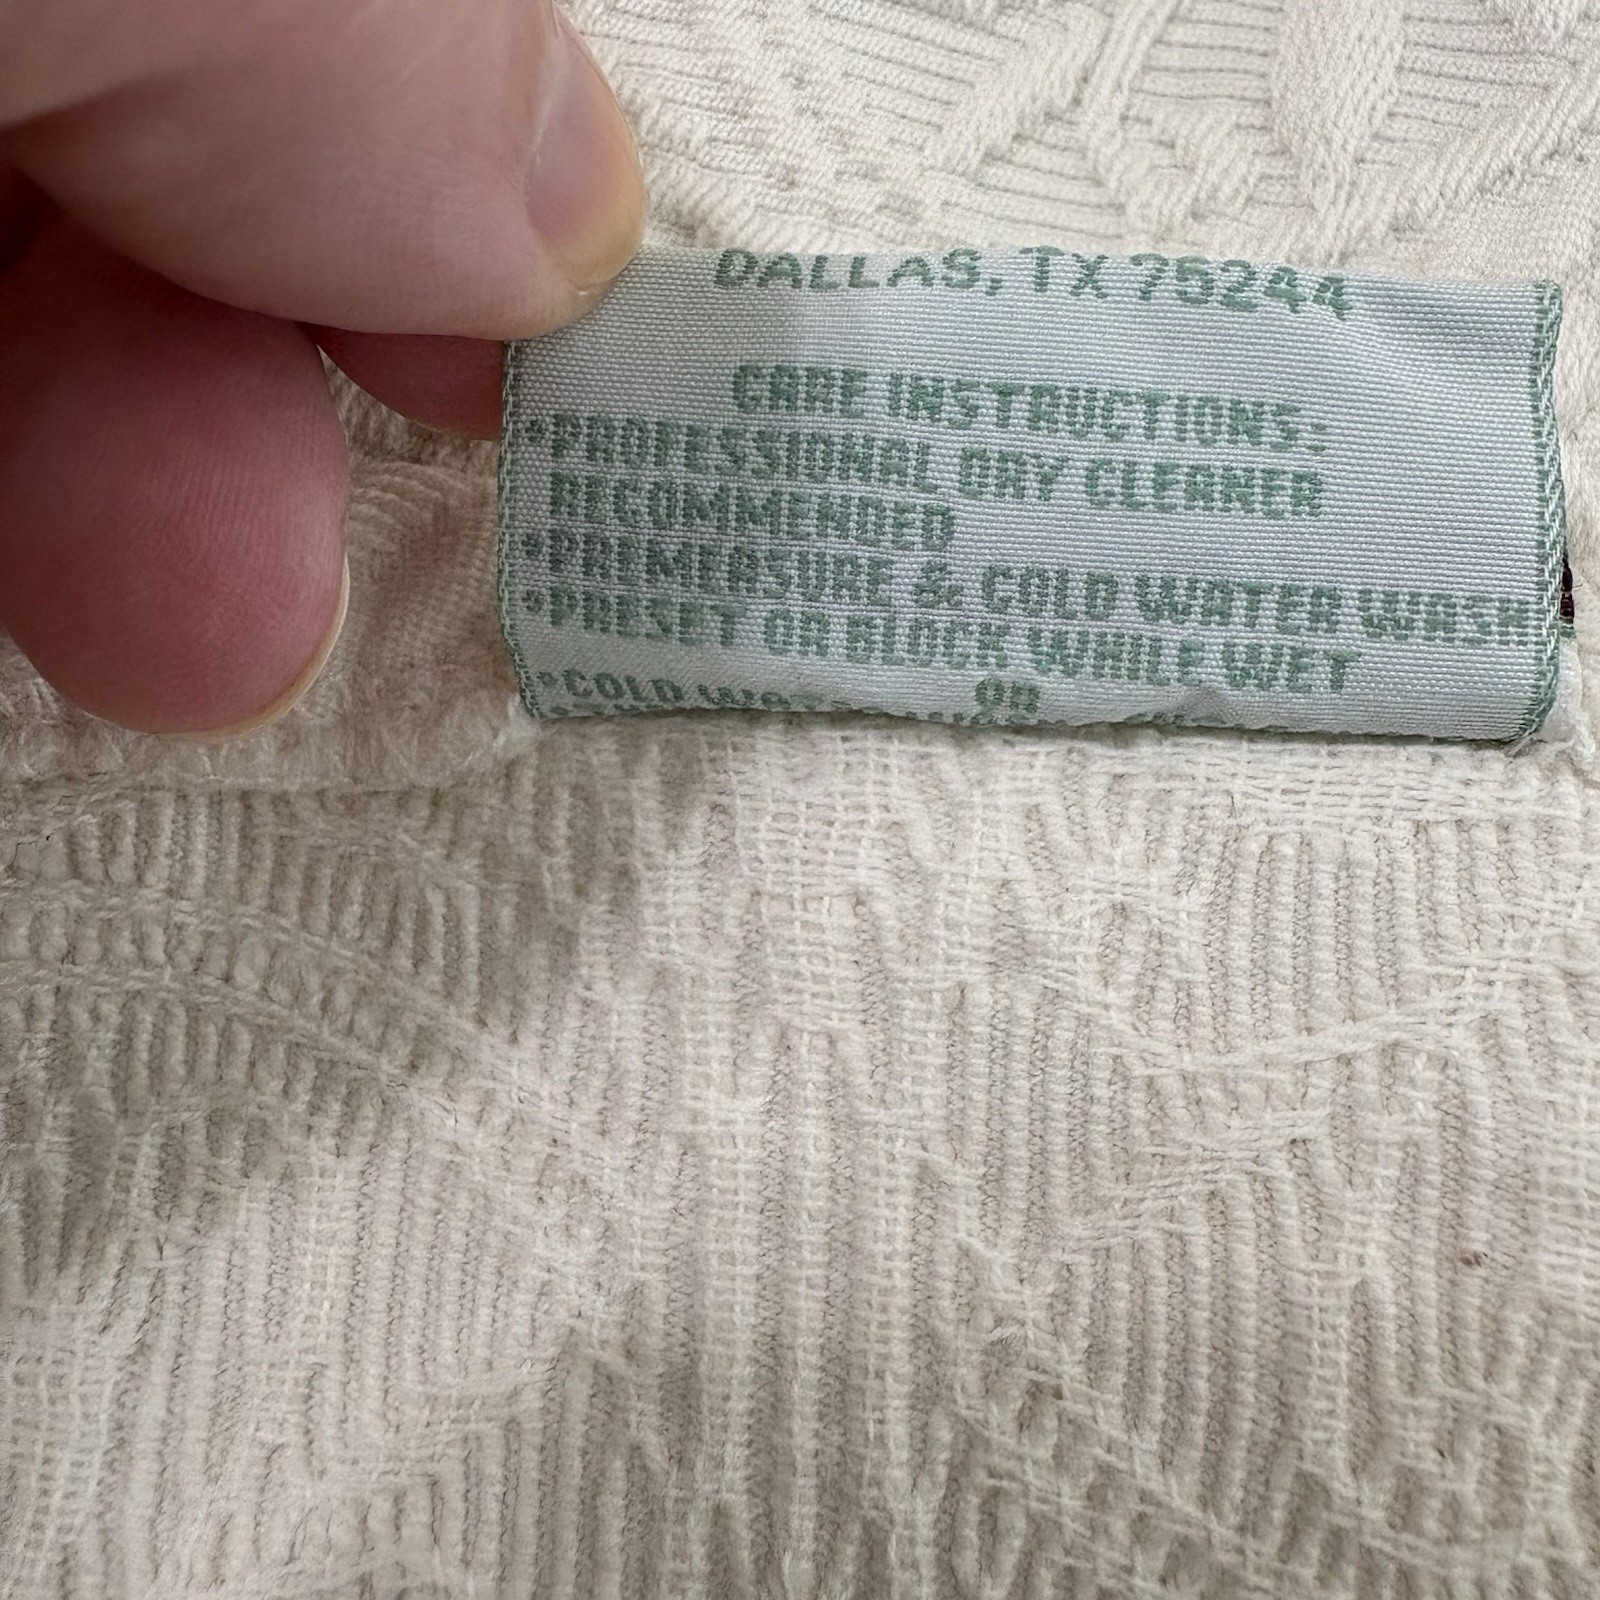 DALLAS, TX 75244
CARE INSTRUCTIONS:
•PROFESSIONAL DRY CLEANER
RECOMMENDED
•PREMEASURE & COLD WATER WASH
•PRESET OR BLOCK WHILE WET
OR
•COLD